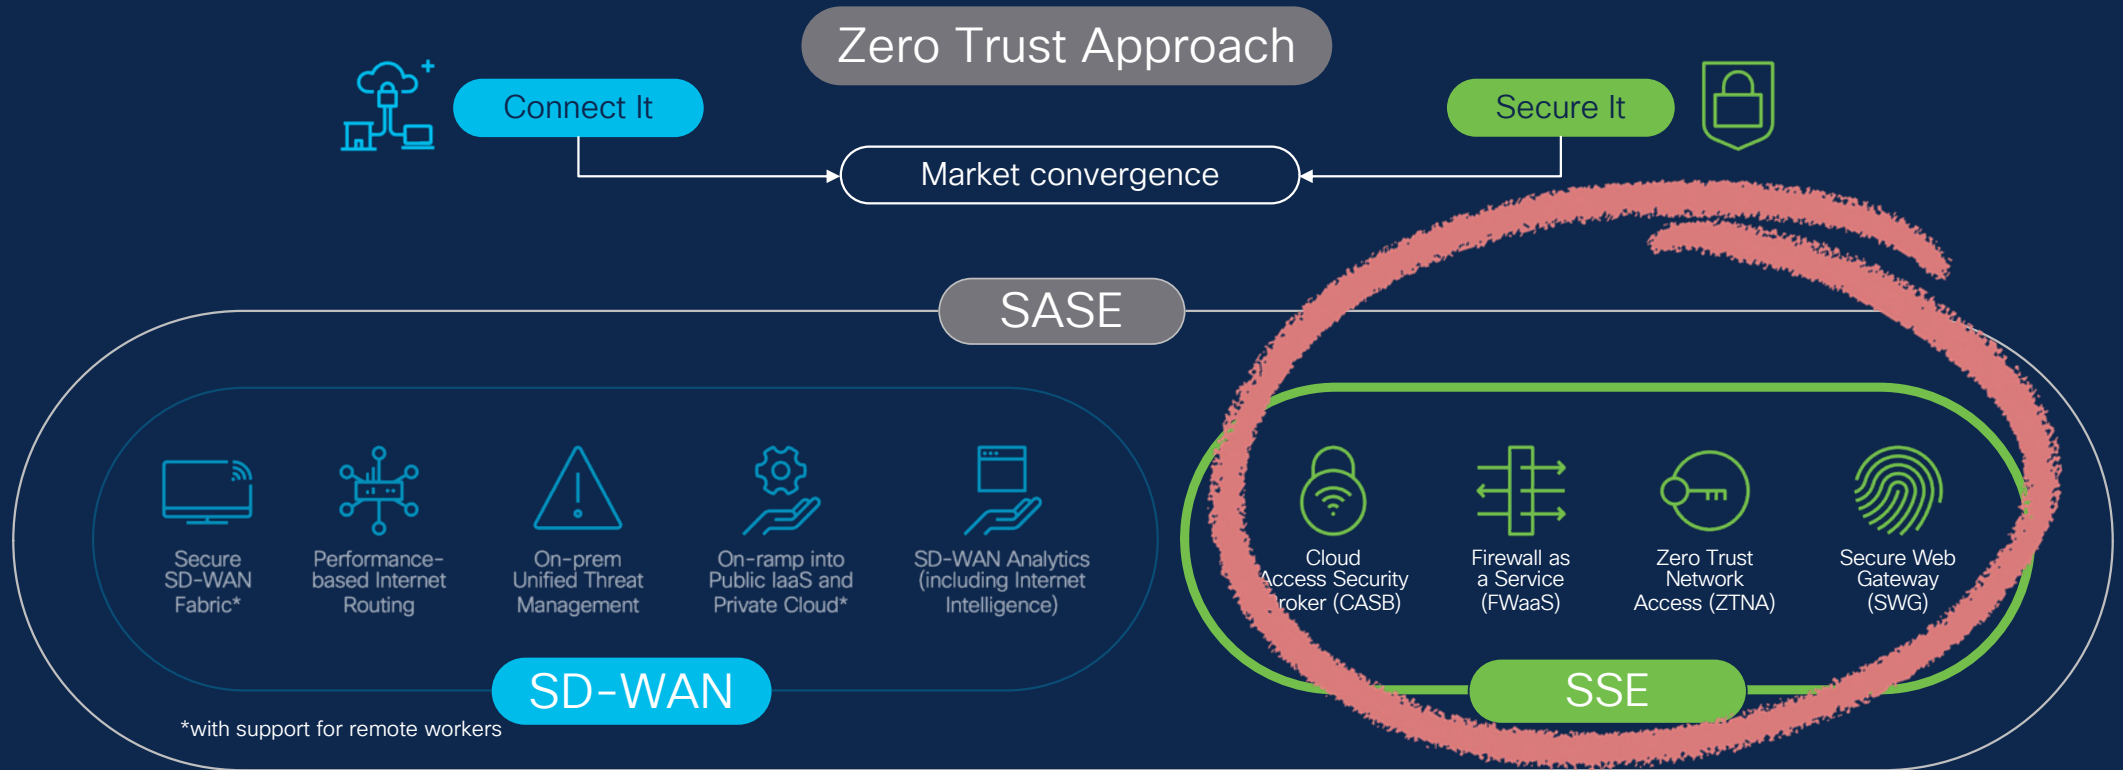 Zero Trust Approach
Connect It
Secure It
Market convergence
SASE
Secure
SD-WAN
Fabric*
Performance-
based Internet
Routing
On-prem
Unified Threat
Management
On-ramp into
Public IaaS and
Private Cloud*
SD-WAN Analytics
(including Internet
Intelligence)
Cloud
Access Security
Broker (CASB)
Firewall as
a Service
(FWaaS)
Zero Trust
Network
Access (ZTNA)
Secure Web
Gateway
(SWG)
SD-WAN
SSE
*with support for remote workers